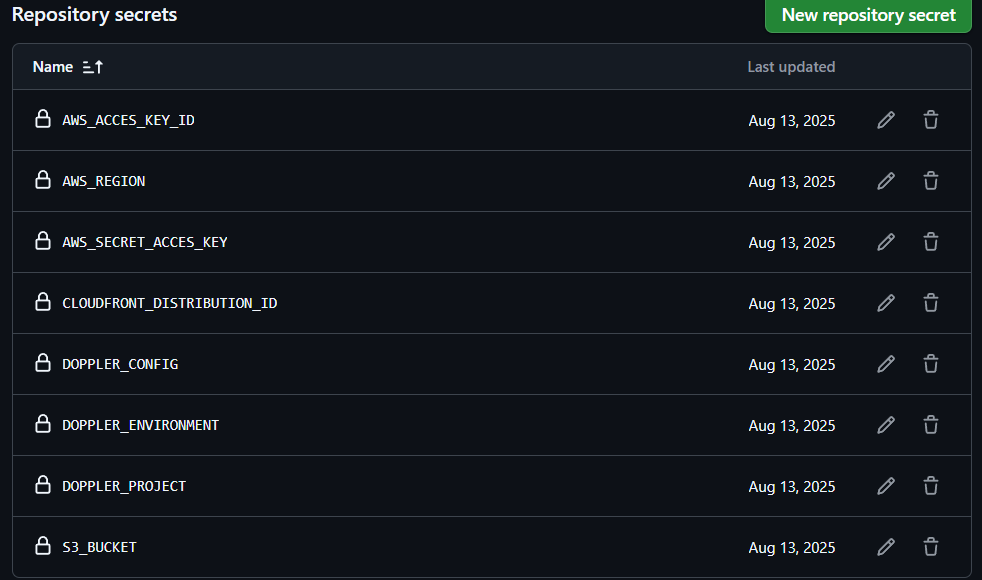 Repository secrets
New repository secret
Name Last updated
AWS_ACCES_KEY_ID Aug 13, 2025
AWS_REGION Aug 13, 2025
AWS_SECRET_ACCES_KEY Aug 13, 2025
CLOUDFRONT_DISTRIBUTION_ID Aug 13, 2025
DOPPLER_CONFIG Aug 13, 2025
DOPPLER_ENVIRONMENT Aug 13, 2025
DOPPLER_PROJECT Aug 13, 2025
S3_BUCKET Aug 13, 2025